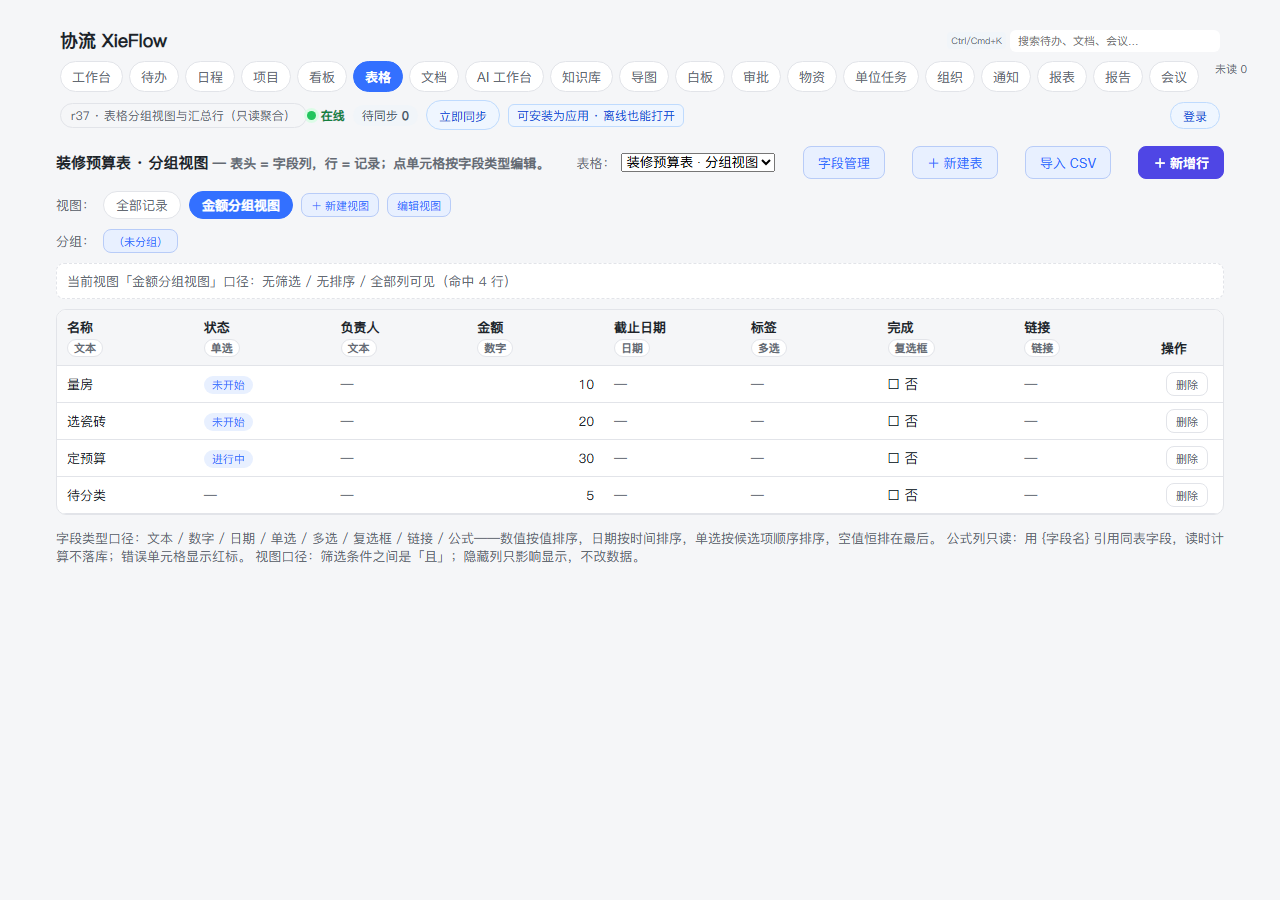 协流 XieFlow
Ctrl/Cmd+K 搜索待办、文档、会议...
工作台 待办 日程 项目 看板 表格 文档 AI 工作台 知识库 导图 白板 审批 物资 单位任务 组织 通知 报表 报告 会议 未读 0
r37 · 表格分组视图与汇总行（只读聚合） 在线 待同步 0 立即同步 可安装为应用 · 离线也能打开 登录
装修预算表 · 分组视图 — 表头 = 字段列，行 = 记录；点单元格按字段类型编辑。 表格： 装修预算表 · 分组视图 字段管理 ＋ 新建表 导入 CSV ＋ 新增行
视图： 全部记录 金额分组视图 ＋ 新建视图 编辑视图
分组： （未分组）
当前视图「金额分组视图」口径：无筛选 / 无排序 / 全部列可见（命中 4 行）
名称 状态 负责人 金额 截止日期 标签 完成 链接
文本 单选 文本 数字 日期 多选 复选框 链接 操作
量房 未开始 — 10 — — ☐ 否 — 删除
选瓷砖 未开始 — 20 — — ☐ 否 — 删除
定预算 进行中 — 30 — — ☐ 否 — 删除
待分类 — — 5 — — ☐ 否 — 删除
字段类型口径：文本 / 数字 / 日期 / 单选 / 多选 / 复选框 / 链接 / 公式——数值按值排序，日期按时间排序，单选按候选项顺序排序，空值恒排在最后。 公式列只读：用 {字段名} 引用同表字段，读时计
算不落库；错误单元格显示红标。 视图口径：筛选条件之间是「且」；隐藏列只影响显示，不改数据。